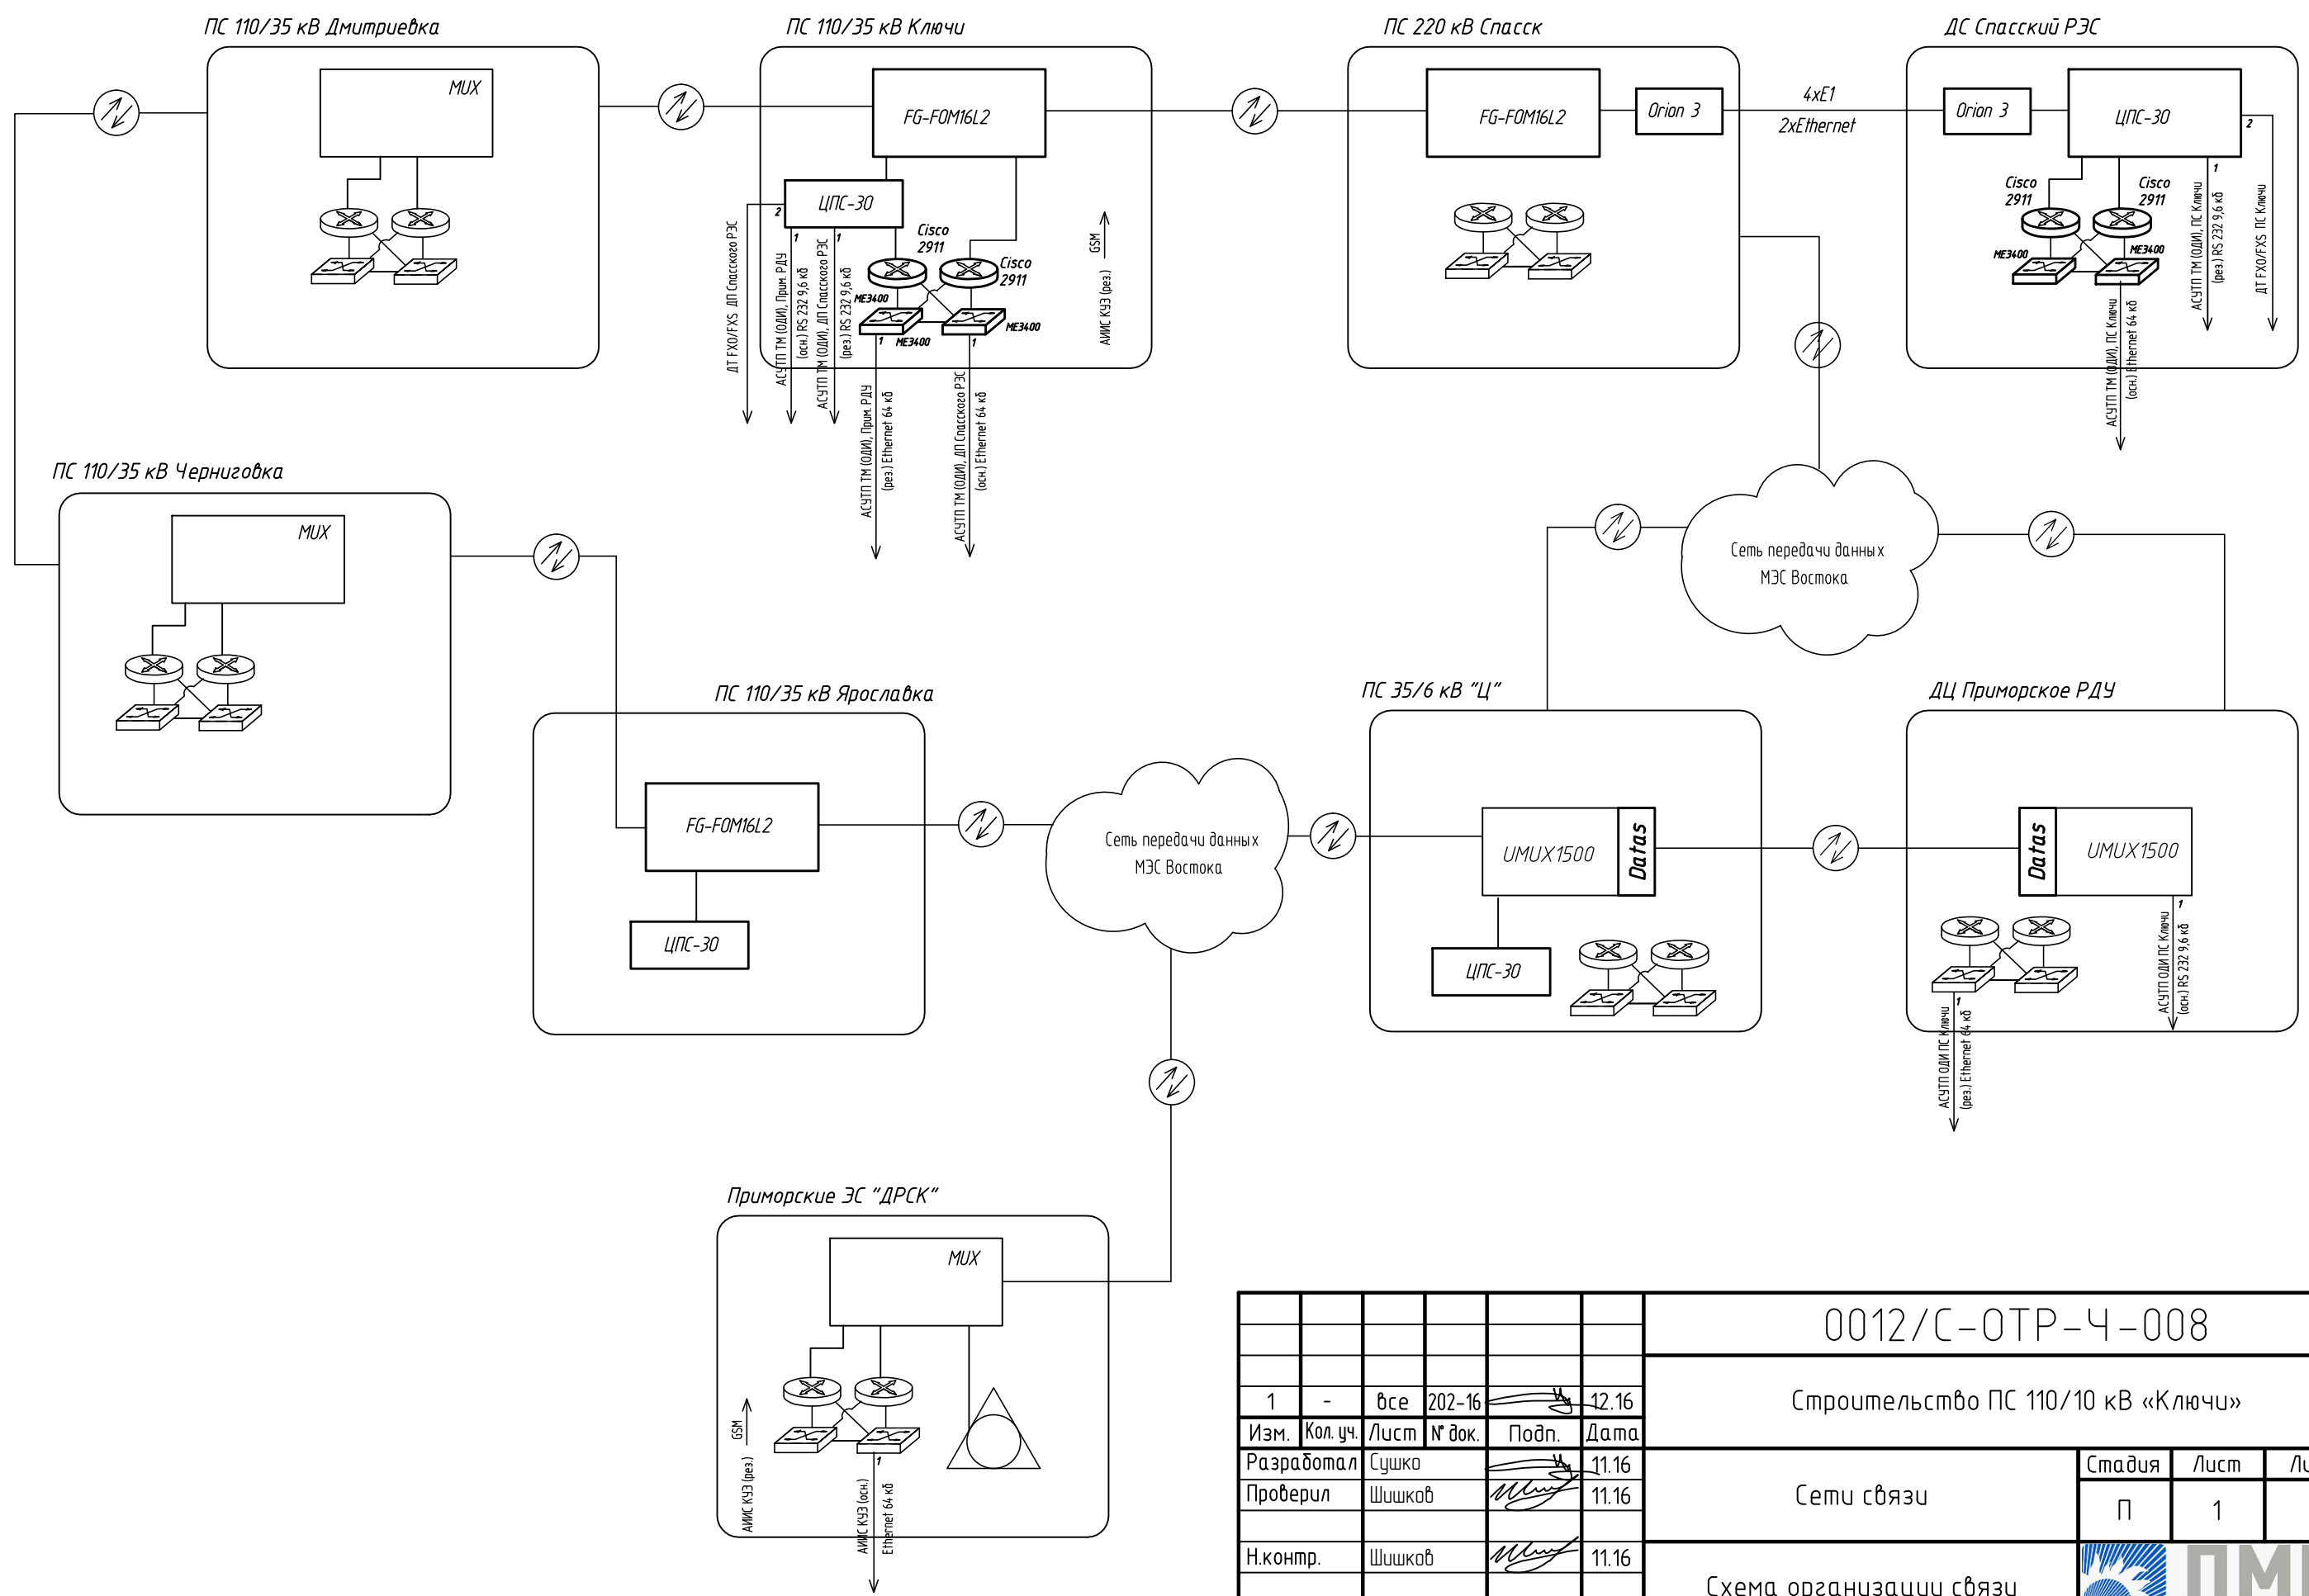 ПС 110/35 кВ Дмитриевка
MUX
ПС 110/35 кВ Ключи
FG-FOM16L2
ЦПС-30
2
1
1
Cisco
2911
Cisco
2911
ME3400
ME3400
ME3400
1
1
ДТ FXO/FXS ДП Спасского РЭС
АСУТП ТМ (ОДИ), Прим. РДУ
(осн.) RS 232 9,6 кб
АСУТП ТМ (ОДИ), ДП Спасского РЭС
(рез.) RS 232 9,6 кб
АСУТП ТМ (ОДИ), Прим. РДУ
(рез.) Ethernet 64 кб
АСУТП ТМ (ОДИ), ДП Спасского РЭС
(осн.) Ethernet 64 кб
АИИС КУЭ (рез.)
GSM
ПС 220 кВ Спасск
FG-FOM16L2
Orion 3
4xE1
2xEthernet
ДС Спасский РЭС
Orion 3
ЦПС-30
2
1
Cisco
2911
Cisco
2911
ME3400
ME3400
АСУТП ТМ (ОДИ), ПС Ключи
(рез.) RS 232 9,6 кб
ДТ FXO/FXS ПС Ключи
АСУТП ТМ (ОДИ), ПС Ключи
(осн.) Ethernet 64 кб
ПС 110/35 кВ Черниговка
MUX
Сеть передачи данных
МЭС Востока
ПС 110/35 кВ Ярославка
FG-FOM16L2
ЦПС-30
Сеть передачи данных
МЭС Востока
ПС 35/6 кВ "Ц"
UMUX1500
Datas
ЦПС-30
ДЦ Приморское РДУ
Datas
UMUX1500
1
АСУТП ОДИ ПС Ключи
(осн.) RS 232 9,6 кб
1
АСУТП ОДИ ПС Ключи
(рез.) Ethernet 64 кб
Приморские ЭС "ДРСК"
MUX
АИИС КУЭ (рез.)
GSM
1
АИИС КУЭ (осн.)
Ethernet 64 кб
0012/С-ОТР-Ч-008
1 - все 202-16 12.16
Изм. Кол. уч. Лист № док. Подп. Дата
Строительство ПС 110/10 кВ «Ключи»
Разработал Сушко 11.16
Проверил Шишков 11.16
Н.контр. Шишков 11.16
Сети связи
Стадия Лист
П 1
Схема организации связи